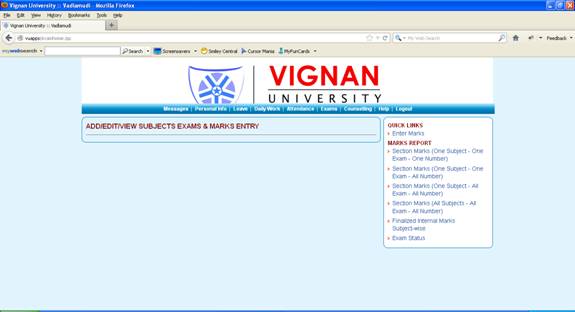 Vignan University :: Vadlamudi - Mozilla Firefox
File Edit View History Bookmarks Tools Help
Vignan University :: Vadlamudi
My Web Search
Feedback
mywebsearch
Search Screensavers Smiley Central Cursor Mania MyFunCards
VIGNAN
UNIVERSITY
Messages | Personal Info | Leave | Daily Work | Attendance | Exams | Counselling | Help | Logout
ADD/EDIT/VIEW SUBJECTS EXAMS & MARKS ENTRY
QUICK LINKS
Enter Marks
MARKS REPORT
Section Marks (One Subject - One
Exam - One Number)
Section Marks (One Subject - One
Exam - All Number)
Section Marks (One Subject - All
Exam - All Number)
Section Marks (All Subjects - All
Exam - All Number)
Finalized Internal Marks
Subject-wise
Exam Status